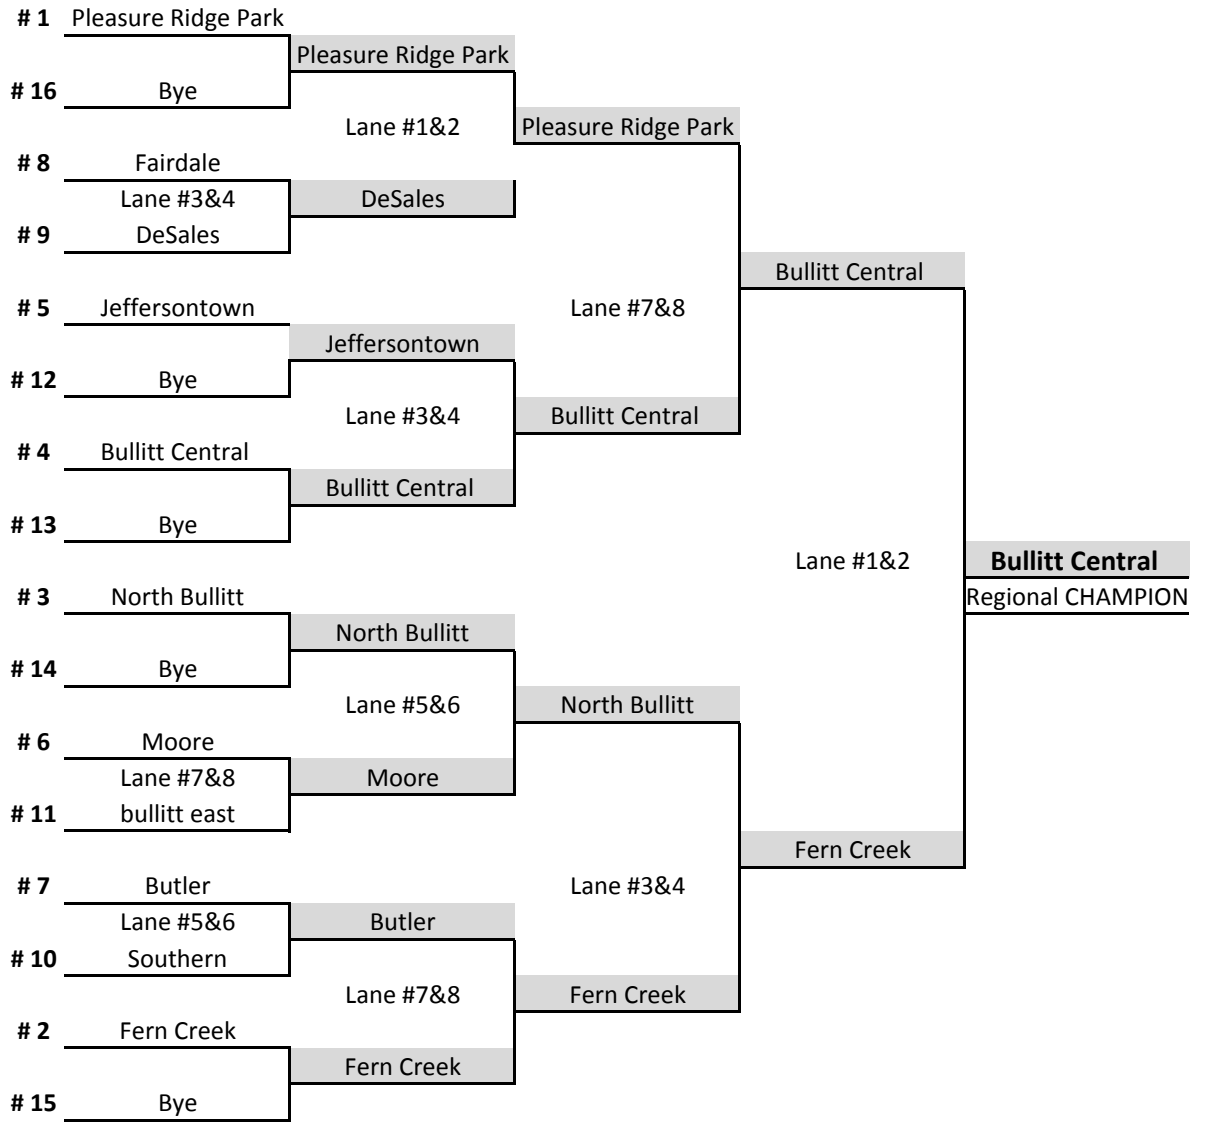 # 1 Pleasure Ridge Park
Pleasure Ridge Park
# 16 Bye
Lane #1&2 Pleasure Ridge Park
# 8 Fairdale
Lane #3&4 DeSales
# 9 DeSales
Bullitt Central
# 5 Jeffersontown Lane #7&8
Jeffersontown
# 12 Bye
Lane #3&4 Bullitt Central
# 4 Bullitt Central
Bullitt Central
# 13 Bye
Lane #1&2 Bullitt Central
# 3 North Bullitt Regional CHAMPION
North Bullitt
# 14 Bye
Lane #5&6 North Bullitt
# 6 Moore
Lane #7&8 Moore
# 11 bullitt east
Fern Creek
# 7 Butler Lane #3&4
Lane #5&6 Butler
# 10 Southern
Lane #7&8 Fern Creek
# 2 Fern Creek
Fern Creek
# 15 Bye